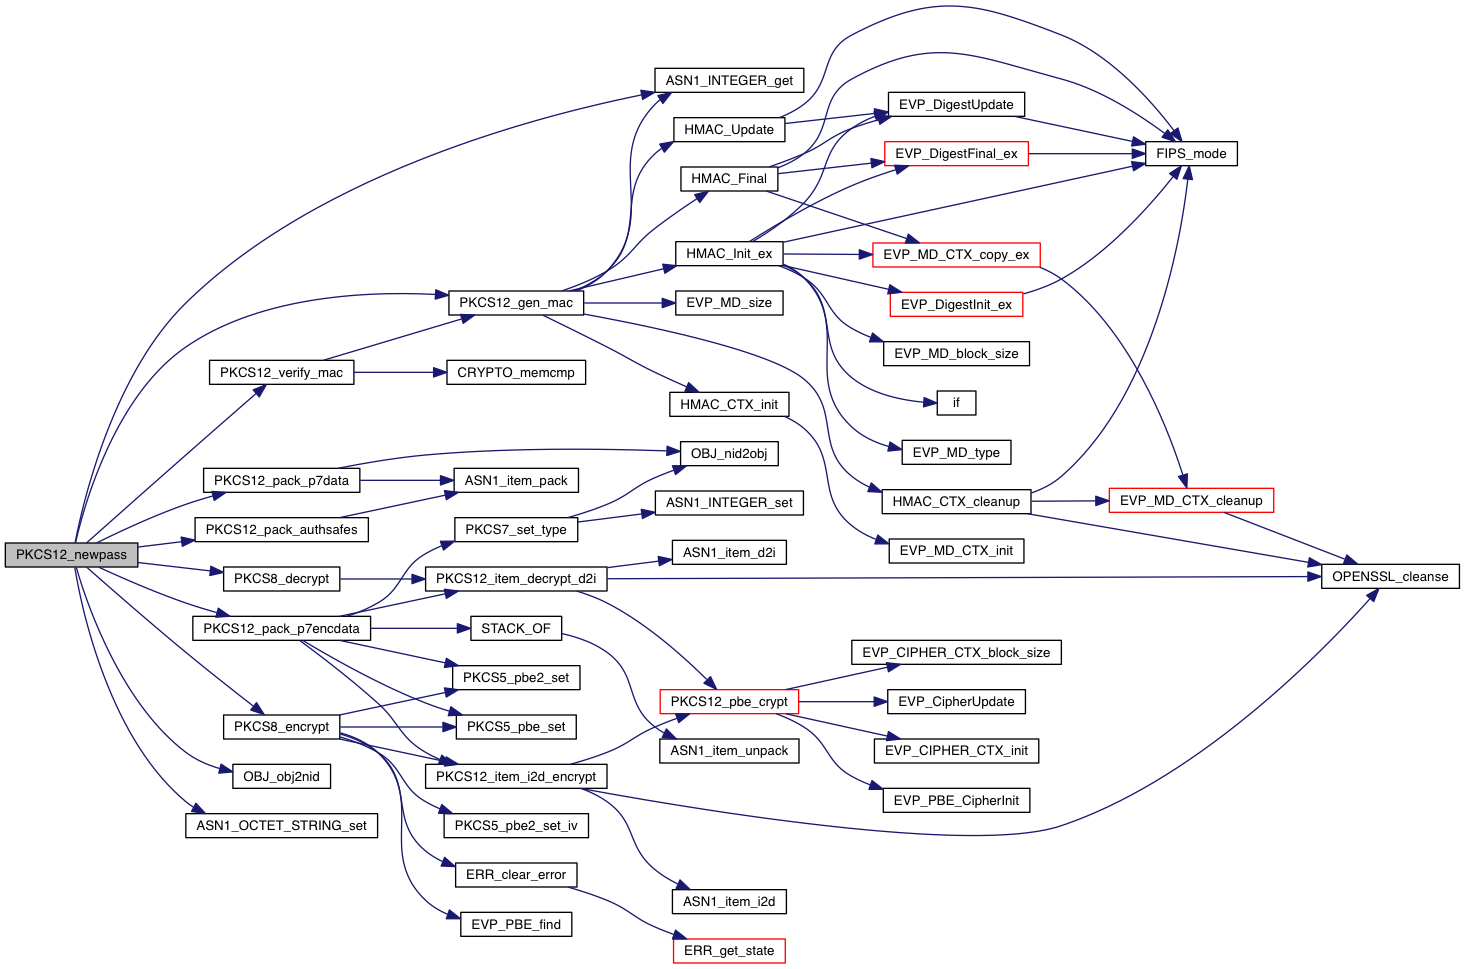 PKCS12_newpass
ASN1_INTEGER_get
PKCS12_gen_mac
PKCS12_verify_mac
CRYPTO_memcmp
PKCS12_pack_p7data
PKCS12_pack_authsafes
PKCS8_decrypt
PKCS12_pack_p7encdata
PKCS8_encrypt
OBJ_obj2nid
ASN1_OCTET_STRING_set
ASN1_item_pack
PKCS7_set_type
PKCS12_item_decrypt_d2i
STACK_OF
PKCS5_pbe2_set
PKCS5_pbe_set
PKCS12_item_i2d_encrypt
PKCS5_pbe2_set_iv
ERR_clear_error
EVP_PBE_find
HMAC_Update
HMAC_Final
HMAC_Init_ex
EVP_MD_size
HMAC_CTX_init
OBJ_nid2obj
ASN1_INTEGER_set
ASN1_item_d2i
PKCS12_pbe_crypt
ASN1_item_unpack
ASN1_item_i2d
ERR_get_state
EVP_DigestUpdate
EVP_DigestFinal_ex
EVP_MD_CTX_copy_ex
EVP_DigestInit_ex
EVP_MD_block_size
if
EVP_MD_type
HMAC_CTX_cleanup
EVP_MD_CTX_init
EVP_CIPHER_CTX_block_size
EVP_CipherUpdate
EVP_CIPHER_CTX_init
EVP_PBE_CipherInit
FIPS_mode
EVP_MD_CTX_cleanup
OPENSSL_cleanse